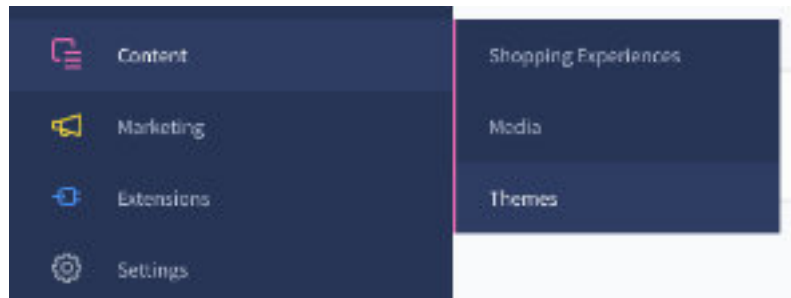 Content
Marketing
Extensions
Settings
Shopping Experiences
Media
Themes